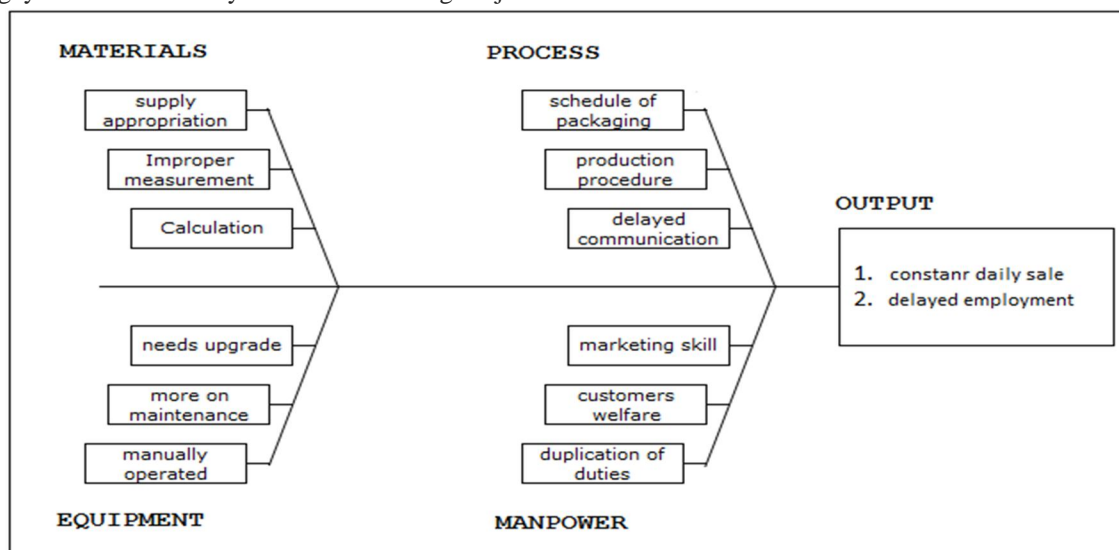 MATERIALS
supply
appropriation
Improper
measurement
Calculation
PROCESS
schedule of
packaging
production
procedure
delayed
communication
OUTPUT
1. constanr daily sale
2. delayed employment
needs upgrade
more on
maintenance
manually
operated
EQUIPMENT
marketing skill
customers
welfare
duplication of
duties
MANPOWER